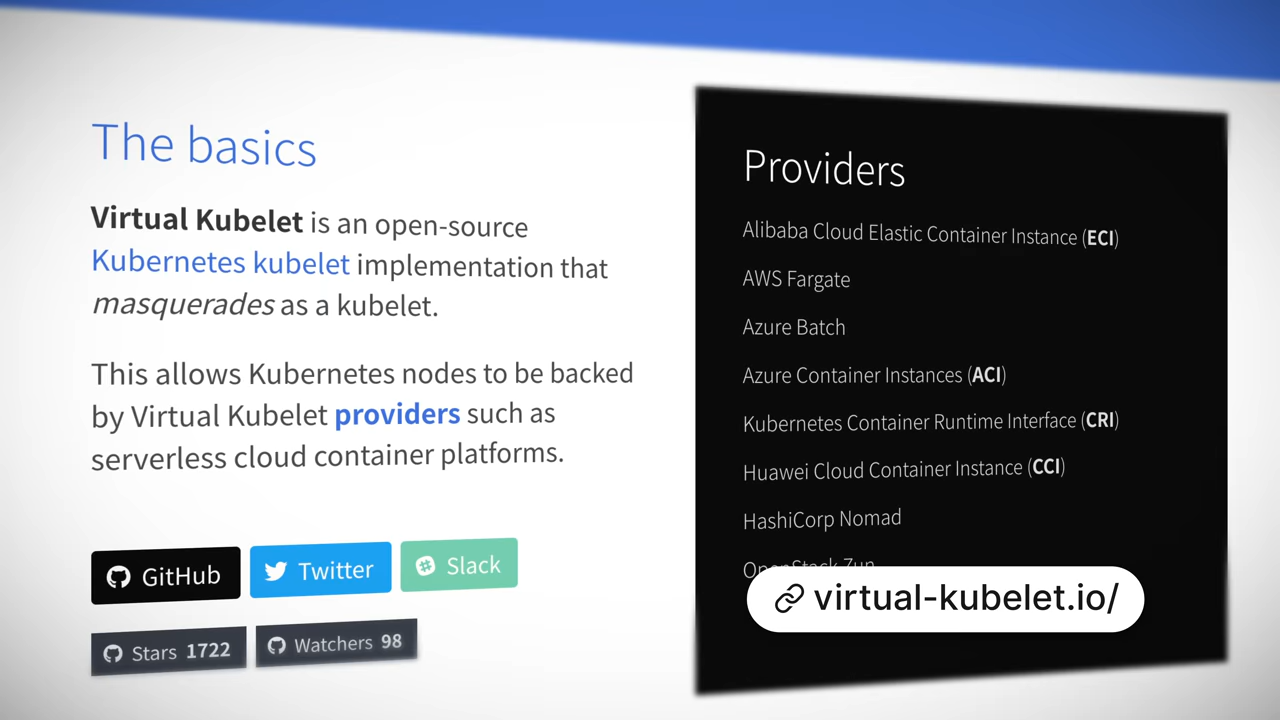 The basics
Virtual Kubelet is an open-source
Kubernetes kubelet implementation that
masquerades as a kubelet.
This allows Kubernetes nodes to be backed
by Virtual Kubelet providers such as
serverless cloud container platforms.
GitHub
Twitter
Slack
Stars 1722
Watchers 98
Providers
Alibaba Cloud Elastic Container Instance (ECI)
AWS Fargate
Azure Batch
Azure Container Instances (ACI)
Kubernetes Container Runtime Interface (CRI)
Huawei Cloud Container Instance (CCI)
HashiCorp Nomad
OpenStack Zun
virtual-kubelet.io/